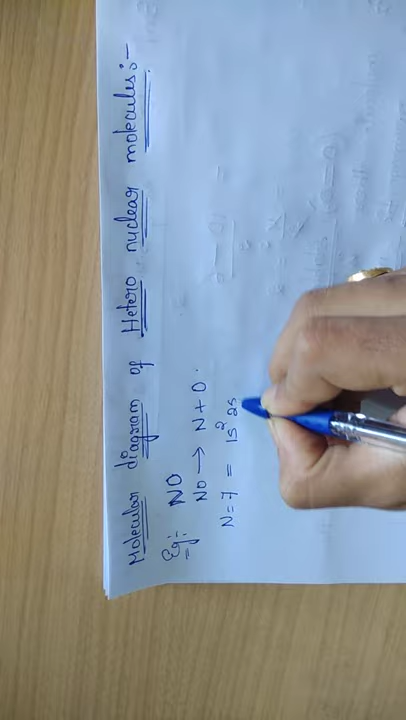 Molecular diagram of Hetero nuclear molecules:-
Eg:- NO
NO → N + O.
N = 7 = 1s² 2s